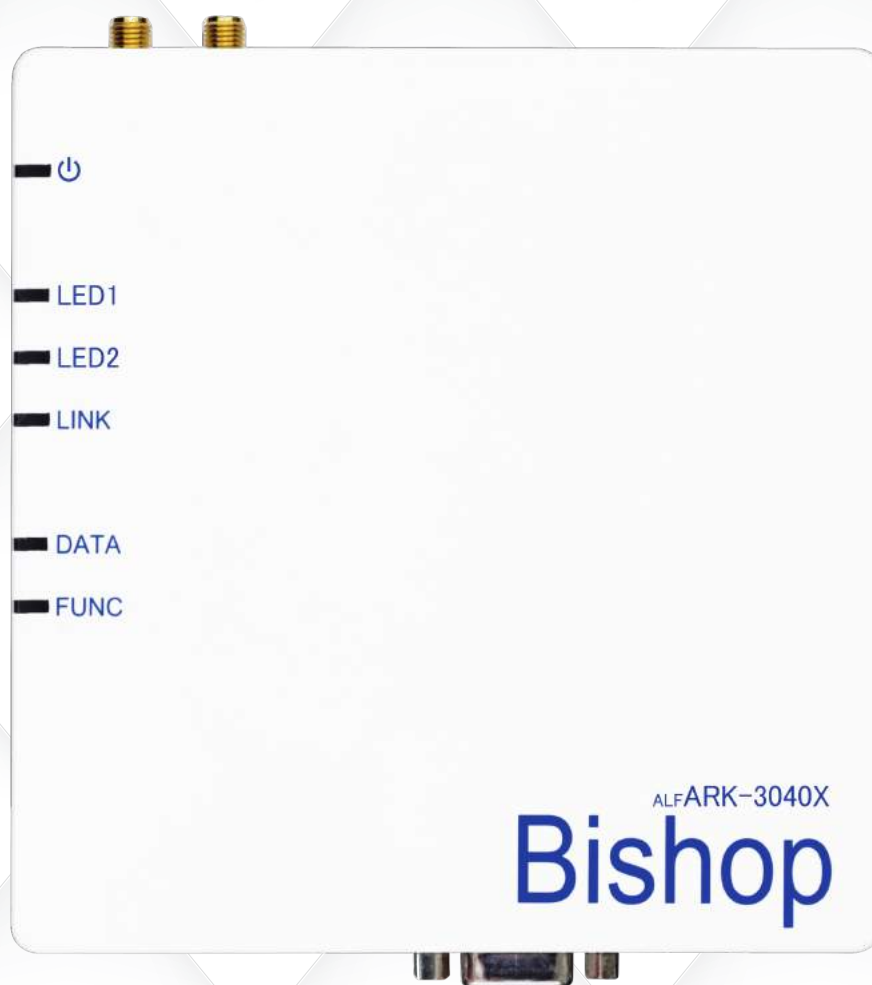 LED1
LED2
LINK
DATA
FUNC
ALFARK-3040X
Bishop